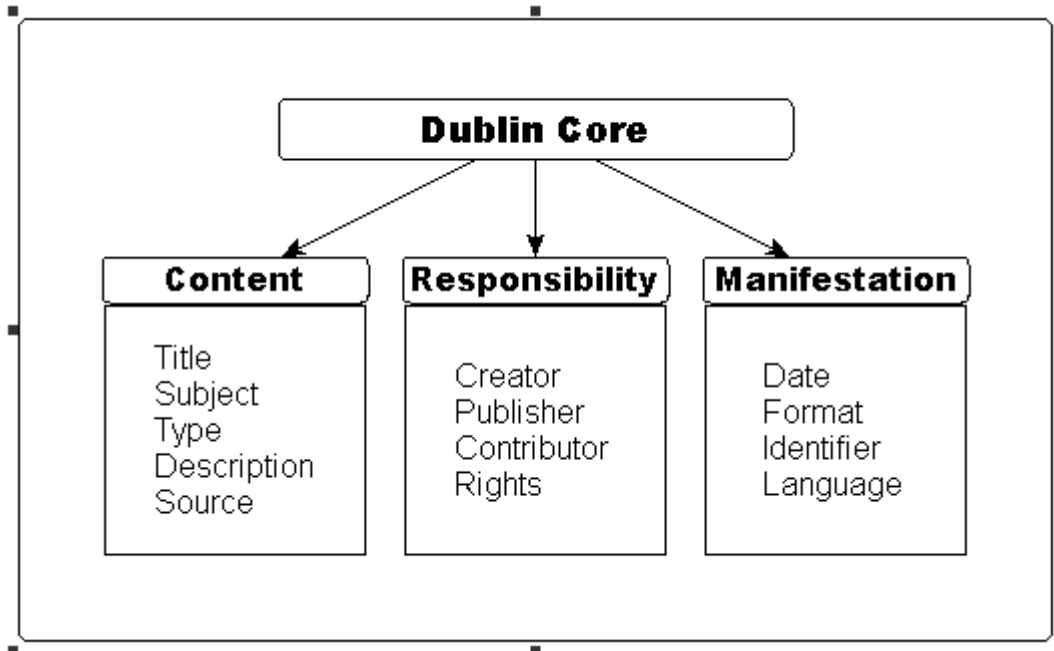 Dublin Core
Content
Responsibility
Manifestation
Title
Subject
Type
Description
Source
Creator
Publisher
Contributor
Rights
Date
Format
Identifier
Language